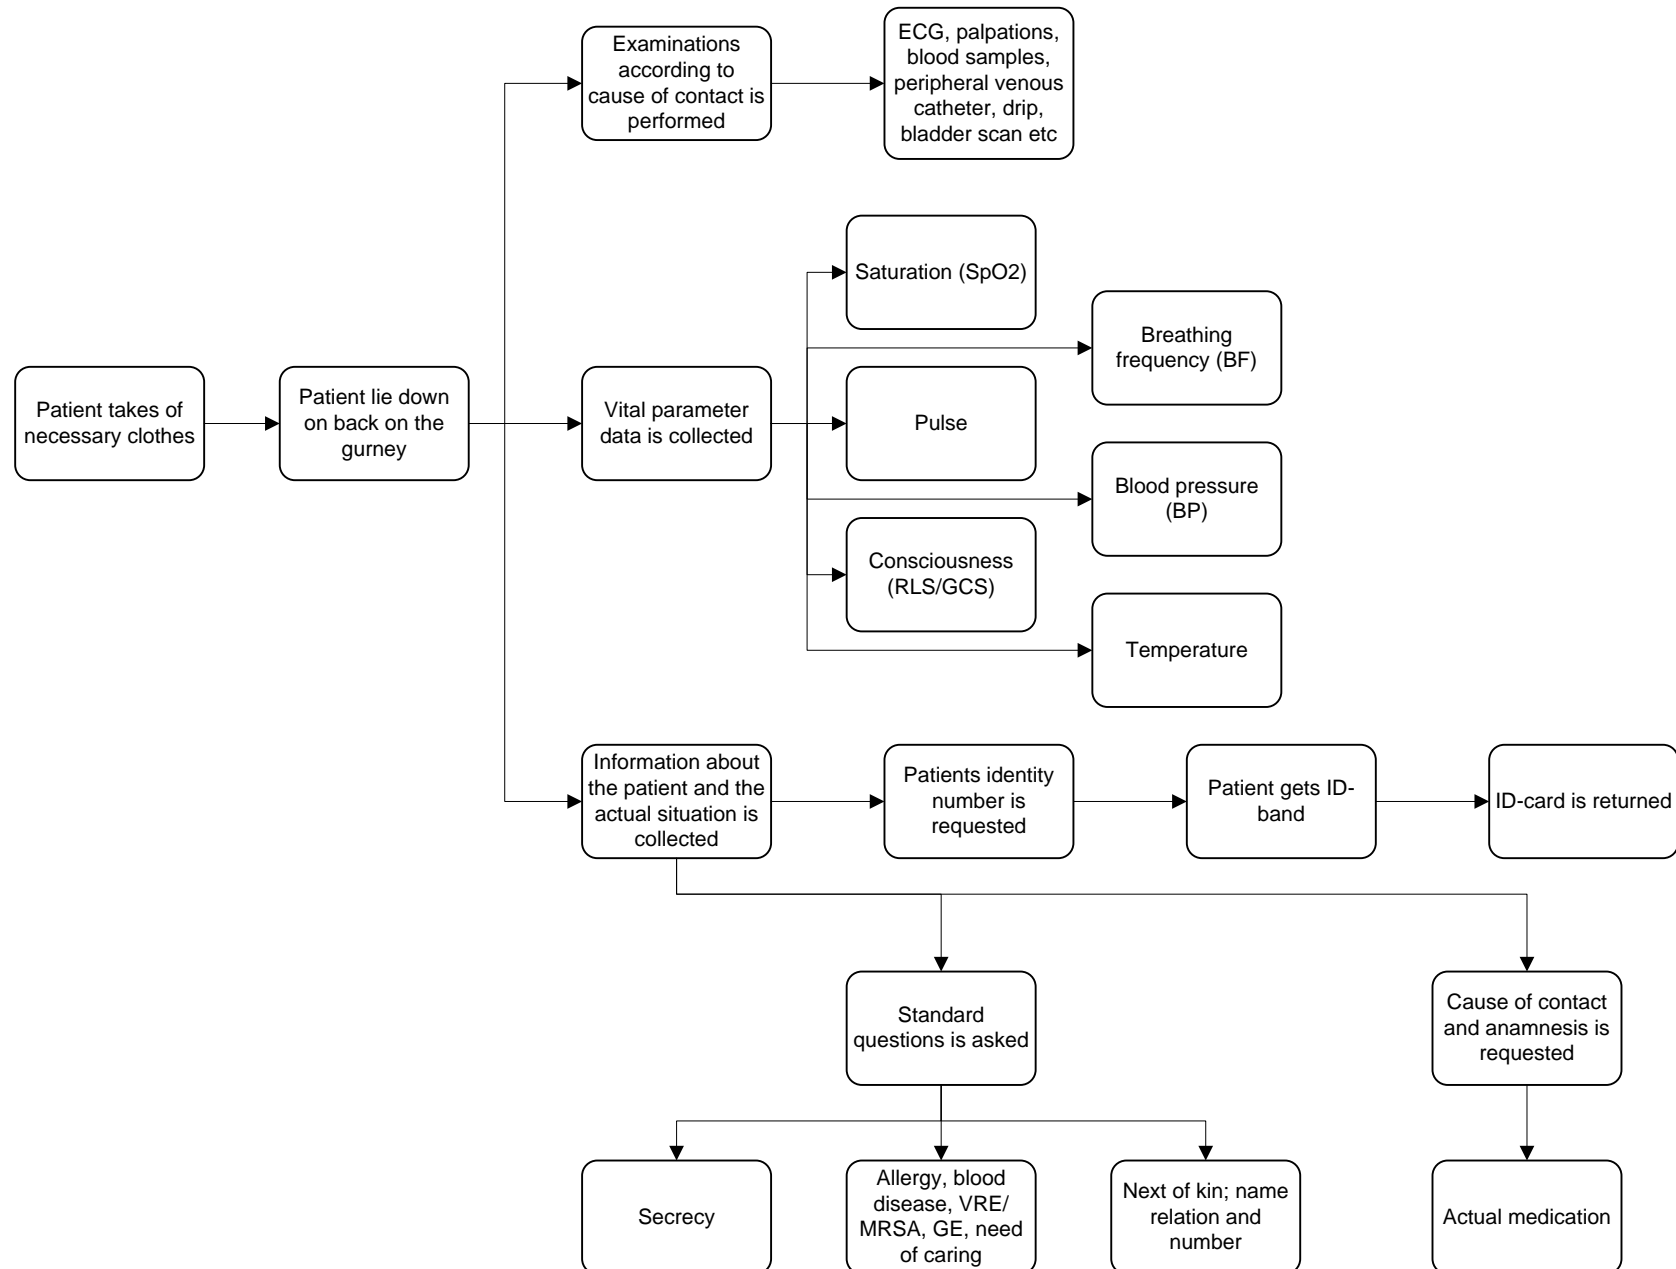 Examinations
according to
cause of contact is
performed
ECG, palpations,
blood samples,
peripheral venous
catheter, drip,
bladder scan etc
Saturation (SpO2)
Breathing
frequency (BF)
Patient takes of
necessary clothes
Patient lie down
on back on the
gurney
Vital parameter
data is collected
Pulse
Blood pressure
(BP)
Consciousness
(RLS/GCS)
Temperature
Information about
the patient and the
actual situation is
collected
Patients identity
number is
requested
Patient gets ID-
band
ID-card is returned
Standard
questions is asked
Cause of contact
and anamnesis is
requested
Secrecy
Allergy, blood
disease, VRE/
MRSA, GE, need
of caring
Next of kin; name
relation and
number
Actual medication